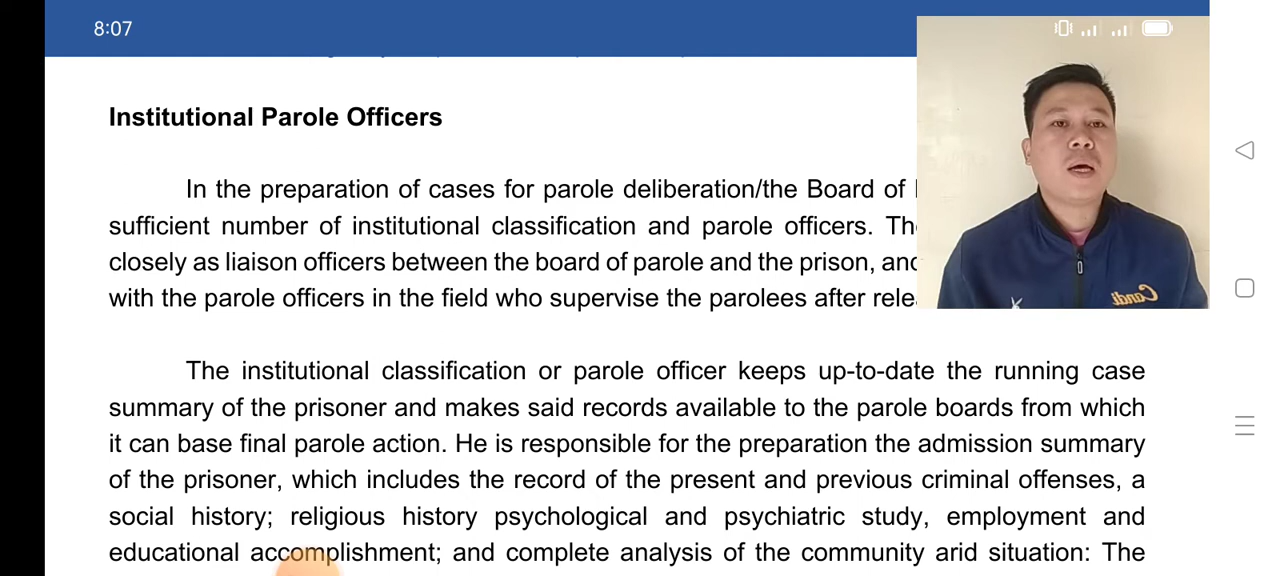 8:07
Institutional Parole Officers
In the preparation of cases for parole deliberation/the Board of
sufficient number of institutional classification and parole officers.
closely as liaison officers between the board of parole and the prison,
with the parole officers in the field who supervise the parolees after
The institutional classification or parole officer keeps up-to-date the running case
summary of the prisoner and makes said records available to the parole boards from which
it can base final parole action. He is responsible for the preparation the admission summary
of the prisoner, which includes the record of the present and previous criminal offenses, a
social history; religious history psychological and psychiatric study, employment and
educational accomplishment; and complete analysis of the community arid situation: The
Candi